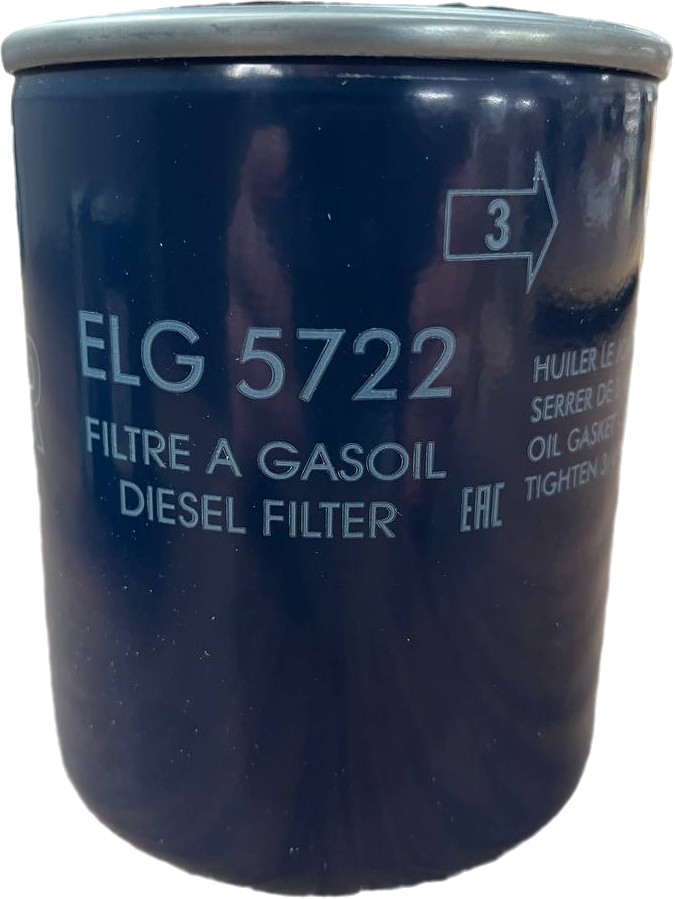 3
ELG 5722
FILTRE A GASOIL
DIESEL FILTER
EAC
HUILER LE
SERRER DE
OIL GASKET
TIGHTEN